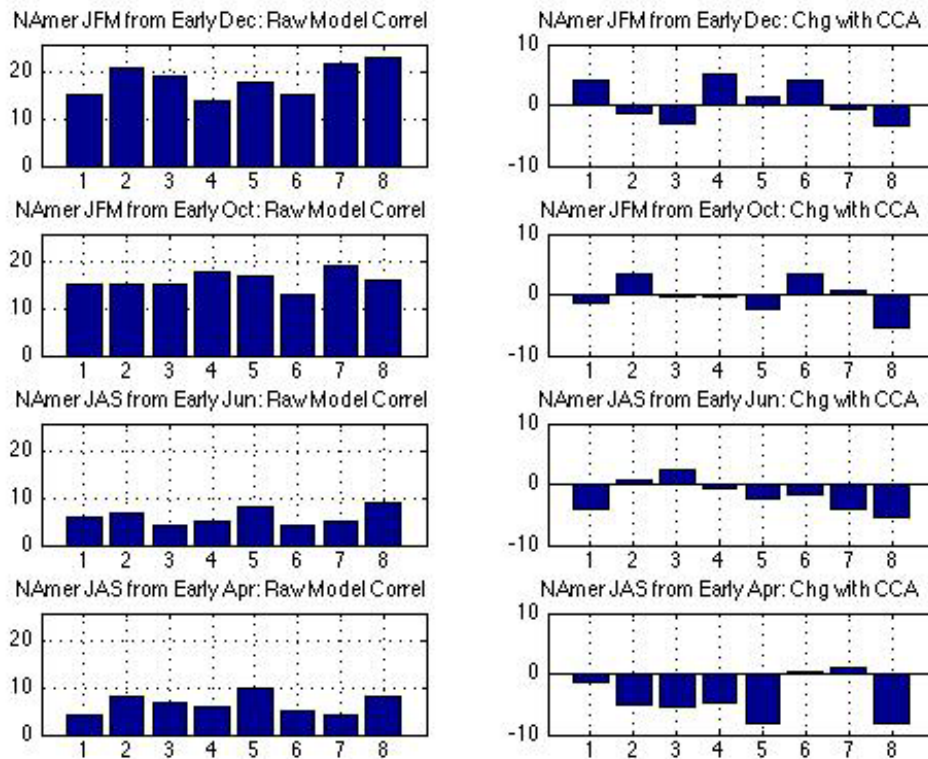 NAmer JFM from Early Dec: Raw Model Correl
20
10
0
1 2 3 4 5 6 7 8
NAmer JFM from Early Dec: Chg with CCA
10
0
-10
1 2 3 4 5 6 7 8
NAmer JFM from Early Oct: Raw Model Correl
20
10
0
1 2 3 4 5 6 7 8
NAmer JFM from Early Oct: Chg with CCA
10
0
-10
1 2 3 4 5 6 7 8
NAmer JAS from Early Jun: Raw Model Correl
20
10
0
1 2 3 4 5 6 7 8
NAmer JAS from Early Jun: Chg with CCA
10
0
-10
1 2 3 4 5 6 7 8
NAmer JAS from Early Apr: Raw Model Correl
20
10
0
1 2 3 4 5 6 7 8
NAmer JAS from Early Apr: Chg with CCA
10
0
-10
1 2 3 4 5 6 7 8